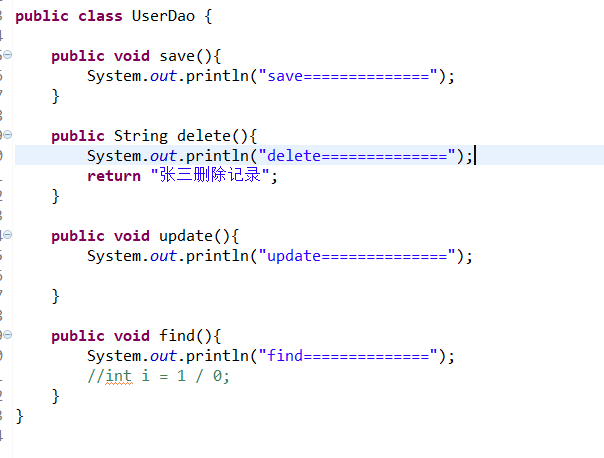 public class UserDao {
public void save(){
System.out.println("save==============");
}
public String delete(){
System.out.println("delete==============");
return "张三删除记录";
}
public void update(){
System.out.println("update==============");
}
public void find(){
System.out.println("find==============");
//int i = 1 / 0;
}
}